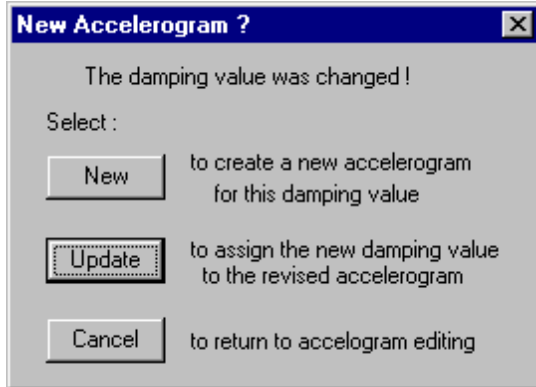 New Accelerogram ?
The damping value was changed !
Select :
New
to create a new accelerogram
for this damping value
Update
to assign the new damping value
to the revised accelerogram
Cancel
to return to accelogram editing